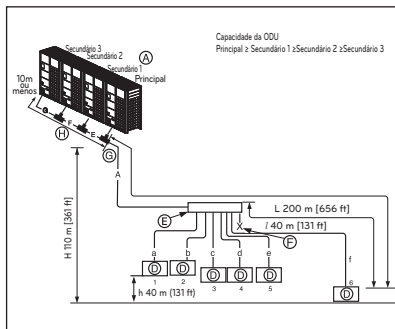 Capacidade da ODU
Principal ≥ Secundário 1 ≥Secundário 2 ≥Secundário 3
Secundário 3
Secundário 2
Secundário 1
Principal
A
10m
ou
menos
G
F
E
H
G
A
H 110 m [361 ft]
E
X
F
L 200 m [656 ft]
l 40 m [131 ft]
a
b
c
d
e
f
D
D
D
D
D
D
1
2
3
4
5
6
h 40 m (131 ft)